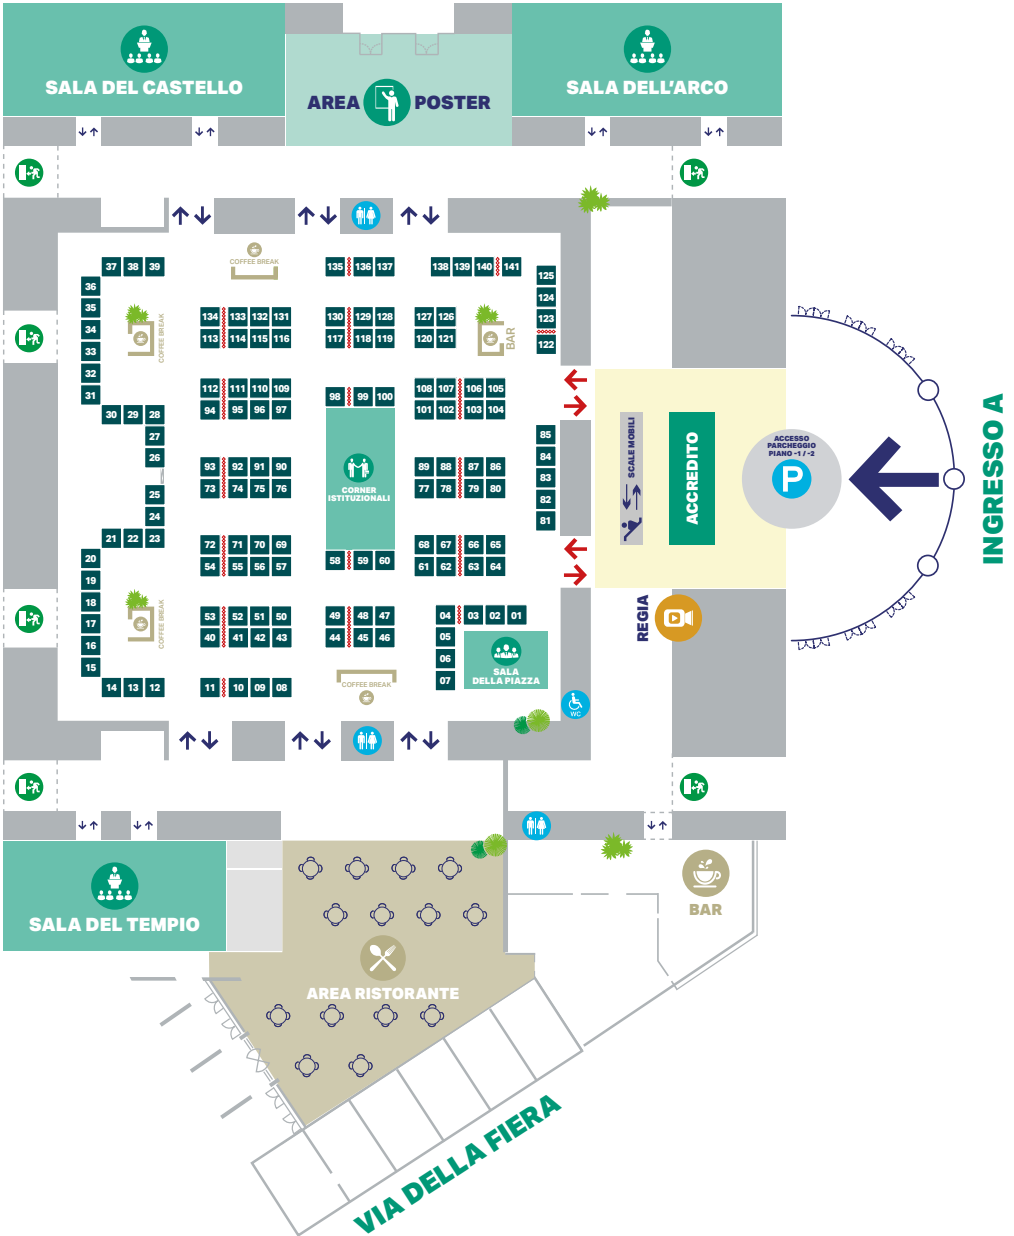 SALA DEL CASTELLO
AREA POSTER
SALA DELL'ARCO
COFFEE BREAK
37 38 39
135 136 137
138 139 140 141
125
124
123
122
36
35
34
33
32
31
COFFEE BREAK
134 133 132 131
113 114 115 116
130 129 128
117 118 119
127 126
120 121
BAR
112 111 110 109
94 95 96 97
98 99 100
108 107 106 105
101 102 103 104
30 29 28
27
26
25
24
21 22 23
93 92 91 90
73 74 75 76
CORNER
ISTITUZIONALI
89 88 87 86
77 78 79 80
85
84
83
82
81
SCALE MOBILI
ACCREDITO
ACCESSO
PARCHEGGIO
PIANO -1 / -2
P
INGRESSO A
72 71 70 69
54 55 56 57
58 59 60
68 67 66 65
61 62 63 64
20
19
18
17
16
15
COFFEE BREAK
53 52 51 50
40 41 42 43
49 48 47
44 45 46
04 03 02 01
05
06
07
SALA
DELLA PIAZZA
REGIA
14 13 12
11 10 09 08
COFFEE BREAK
WC
SALA DEL TEMPIO
BAR
AREA RISTORANTE
VIA DELLA FIERA